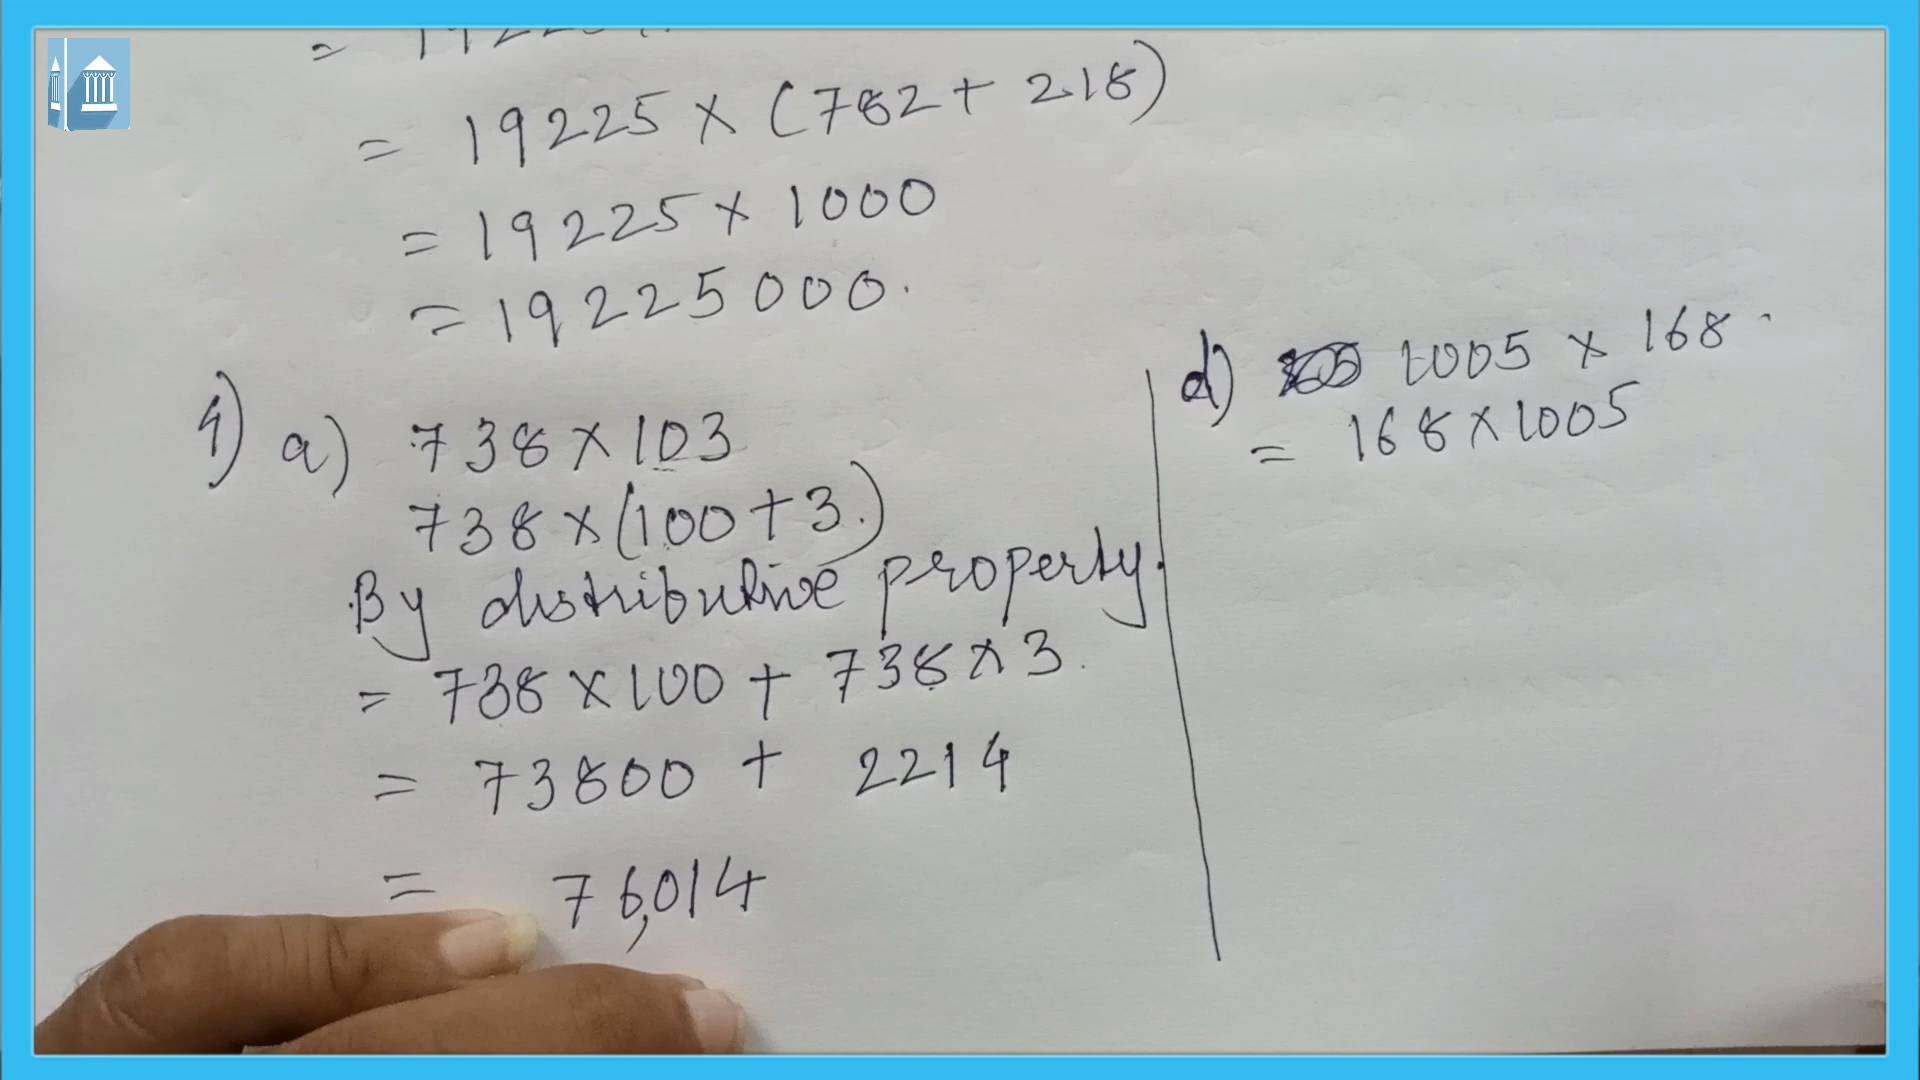 = 19225 × (782 + 218)
= 19225 × 1000
= 19225000.
4) a) 738 × 103
738 × (100 + 3)
By distributive property.
= 738 × 100 + 738 × 3
= 73800 + 2214
= 76,014
d) 1005 × 168
= 168 × 1005